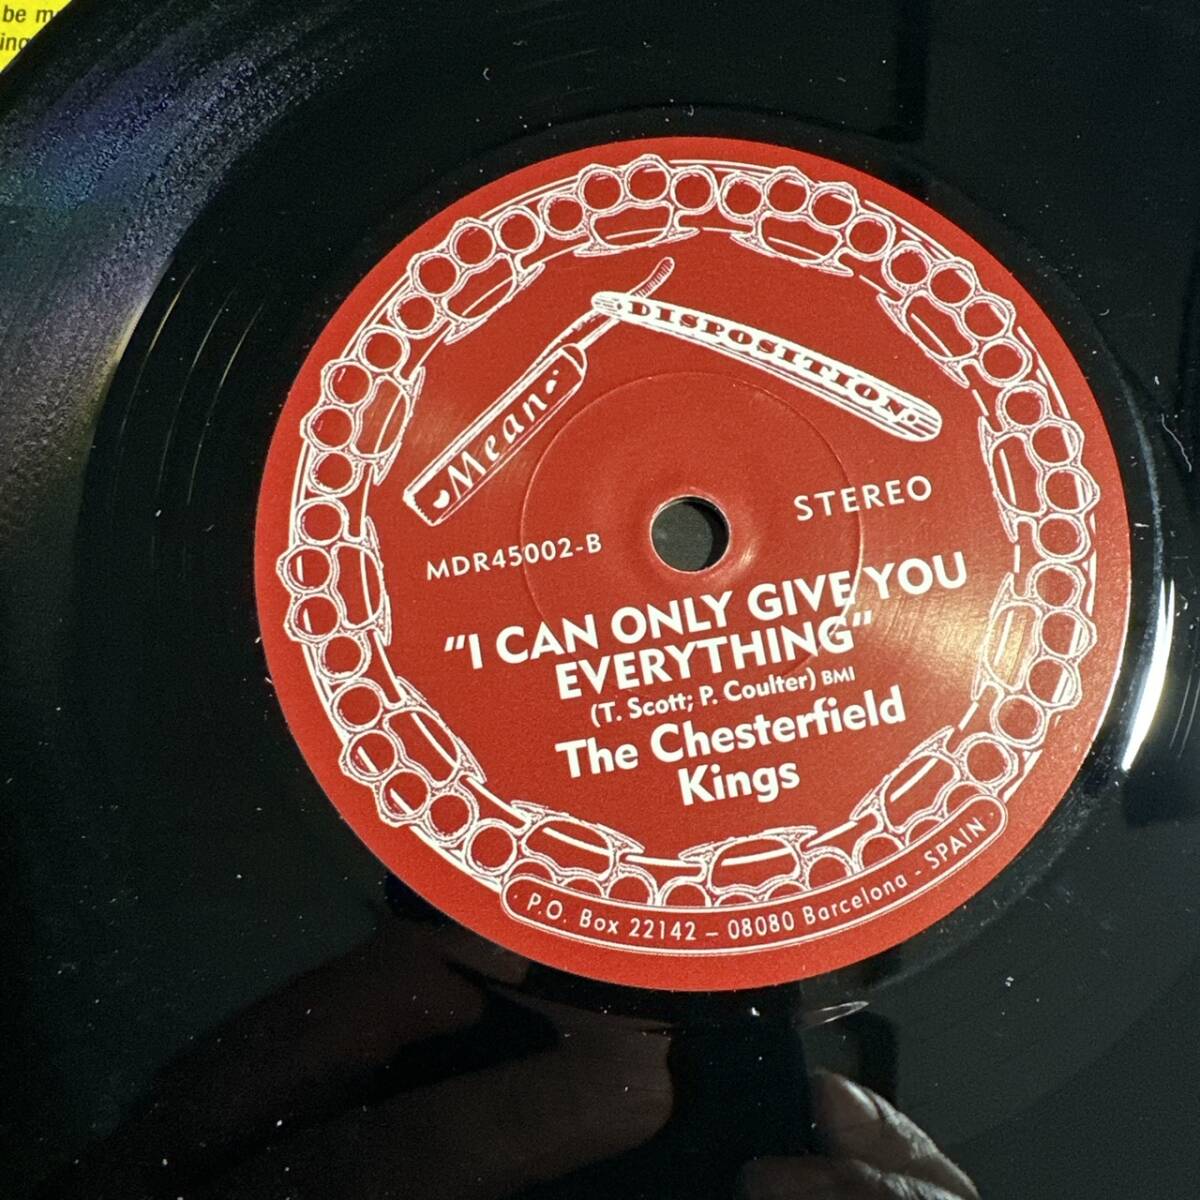 be
Mean
DISPOSITION
STEREO
MDR45002-B
"I CAN ONLY GIVE YOU
EVERYTHING"
(T. Scott; P. Coulter) BMI
The Chesterfield
Kings
P.O. Box 22142 – 08080 Barcelona - SPAIN